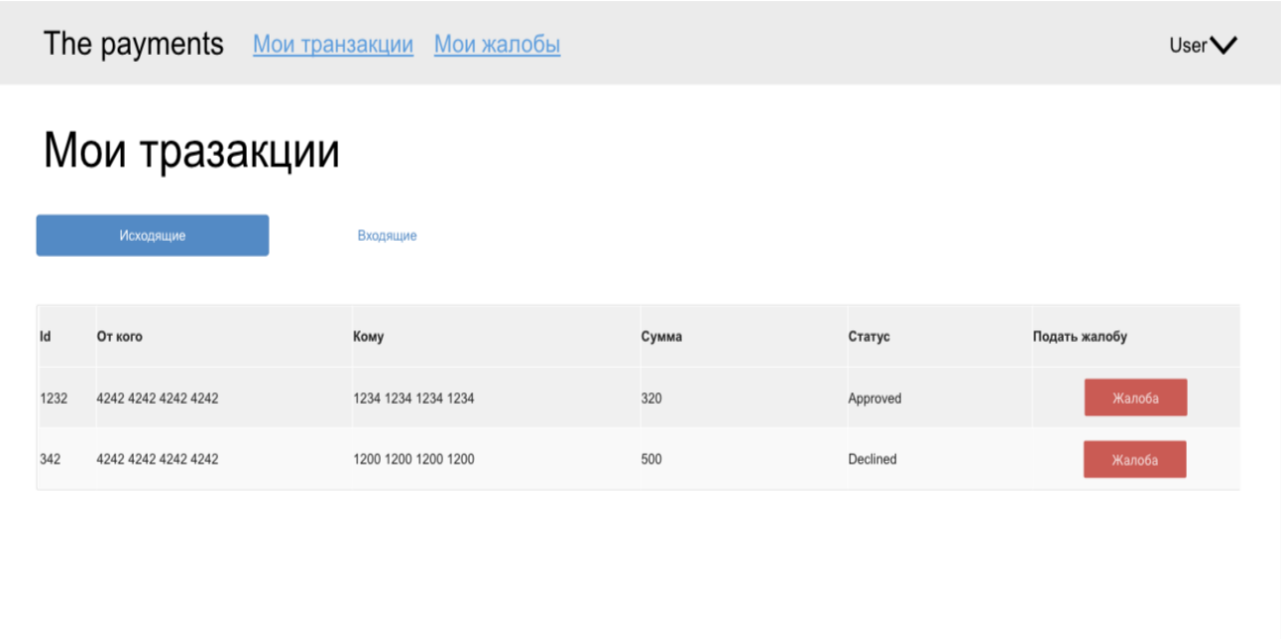 The payments Мои транзакции Мои жалобы User
Мои тразакции
Исходящие Входящие
Id От кого Кому Сумма Статус Подать жалобу
1232 4242 4242 4242 4242 1234 1234 1234 1234 320 Approved Жалоба
342 4242 4242 4242 4242 1200 1200 1200 1200 500 Declined Жалоба